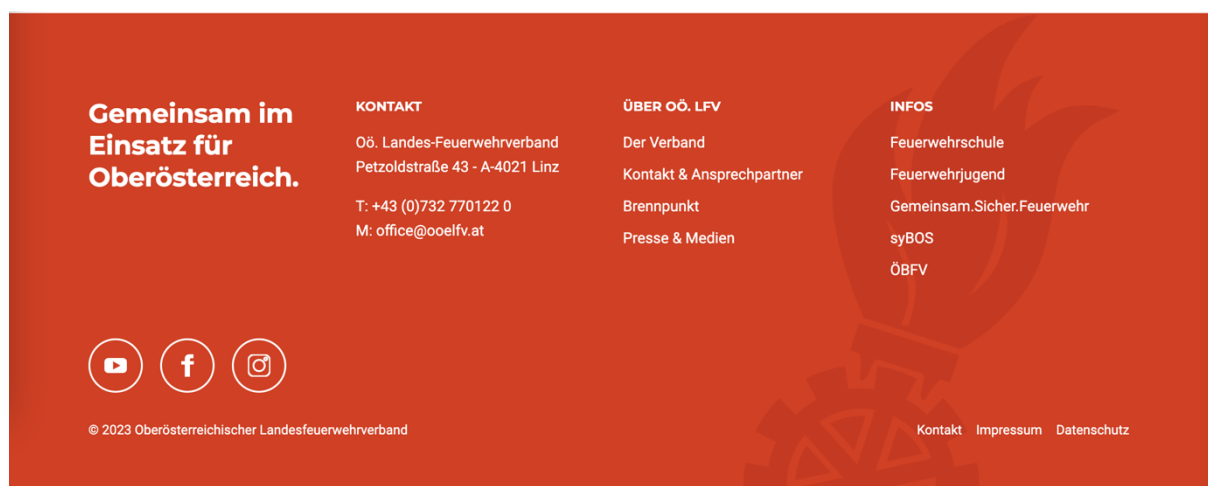 Gemeinsam im
Einsatz für
Oberösterreich.
KONTAKT
Oö. Landes-Feuerwehrverband
Petzoldstraße 43 - A-4021 Linz
T: +43 (0)732 770122 0
M: office@ooelfv.at
ÜBER OÖ. LFV
Der Verband
Kontakt & Ansprechpartner
Brennpunkt
Presse & Medien
INFOS
Feuerwehrschule
Feuerwehrjugend
Gemeinsam.Sicher.Feuerwehr
syBOS
ÖBFV
© 2023 Oberösterreichischer Landesfeuerwehrverband
Kontakt Impressum Datenschutz